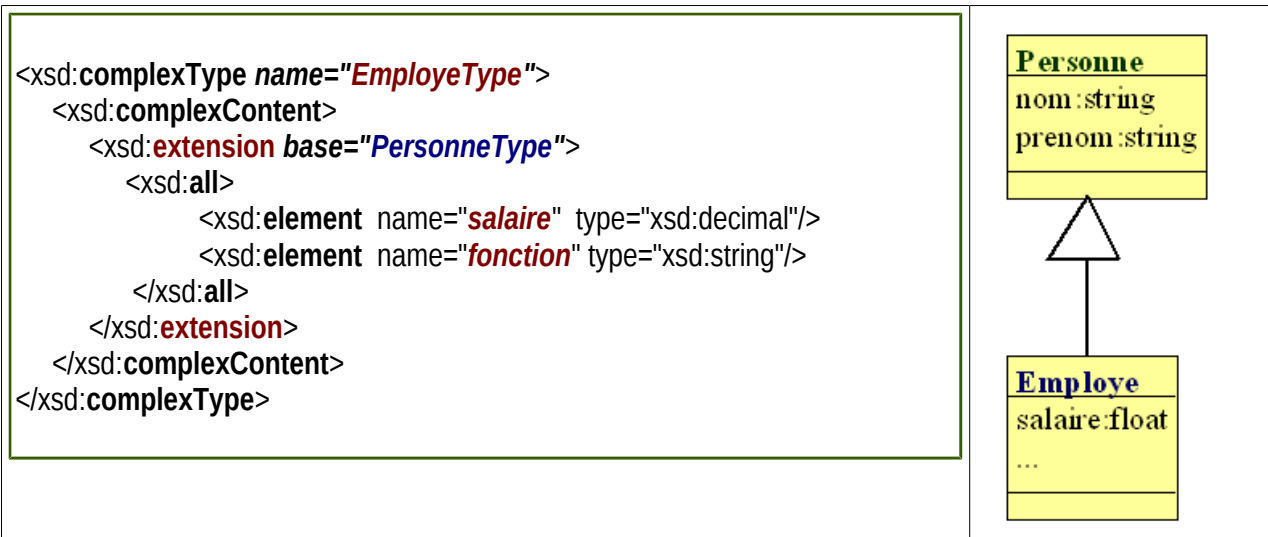 <xsd:complexType name="EmployeType">
<xsd:complexContent>
<xsd:extension base="PersonneType">
<xsd:all>
<xsd:element name="salaire" type="xsd:decimal"/>
<xsd:element name="fonction" type="xsd:string"/>
</xsd:all>
</xsd:extension>
</xsd:complexContent>
</xsd:complexType>
Personne
nom:string
prenom:string
Employe
salaire:float
...